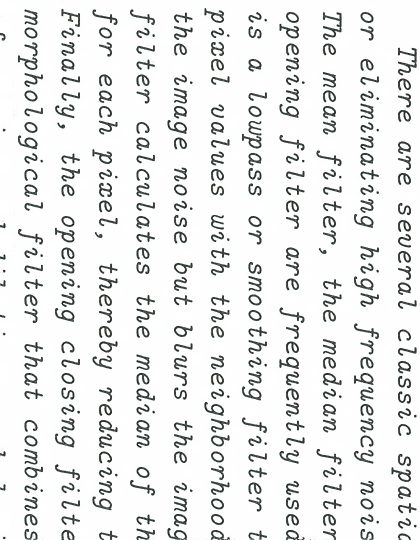 There are several classic spatia
or eliminating high frequency nois
The mean filter, the median filter
opening filter are frequently used
is a lowpass or smoothing filter t
pixel values with the neighborhood
the image noise but blurs the imag
filter calculates the median of th
for each pixel, thereby reducing t
Finally, the opening closing filte
morphological filter that combines